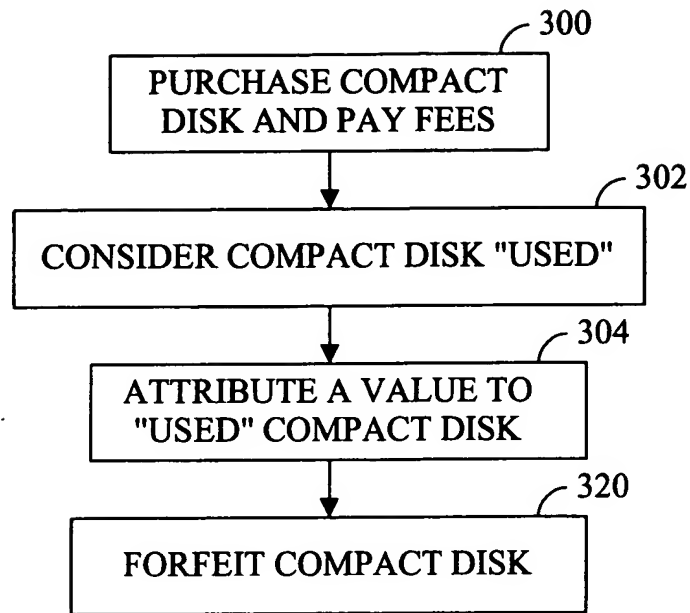 300
PURCHASE COMPACT
DISK AND PAY FEES
302
CONSIDER COMPACT DISK "USED"
304
ATTRIBUTE A VALUE TO
"USED" COMPACT DISK
320
FORFEIT COMPACT DISK